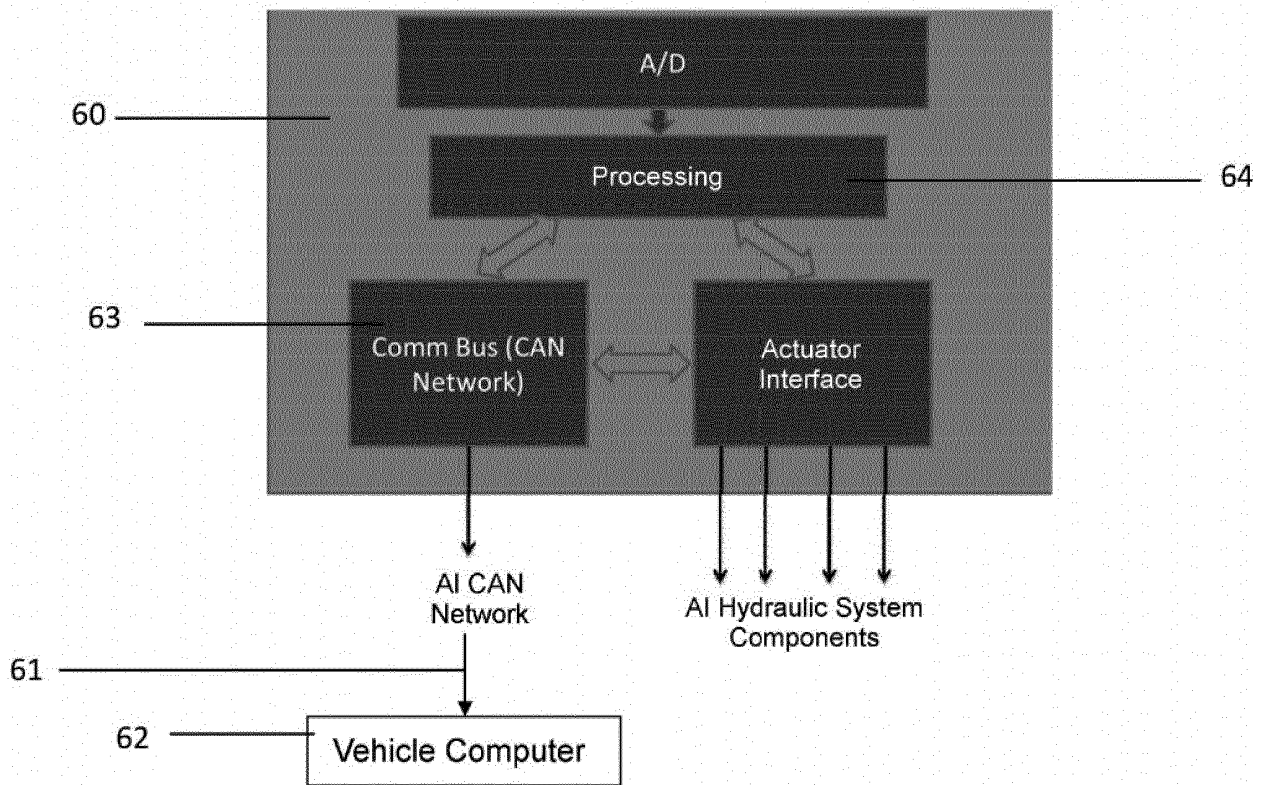 A/D
60
Processing
64
63
Comm Bus (CAN
Network)
Actuator
Interface
AI CAN
Network
AI Hydraulic System
Components
61
62
Vehicle Computer